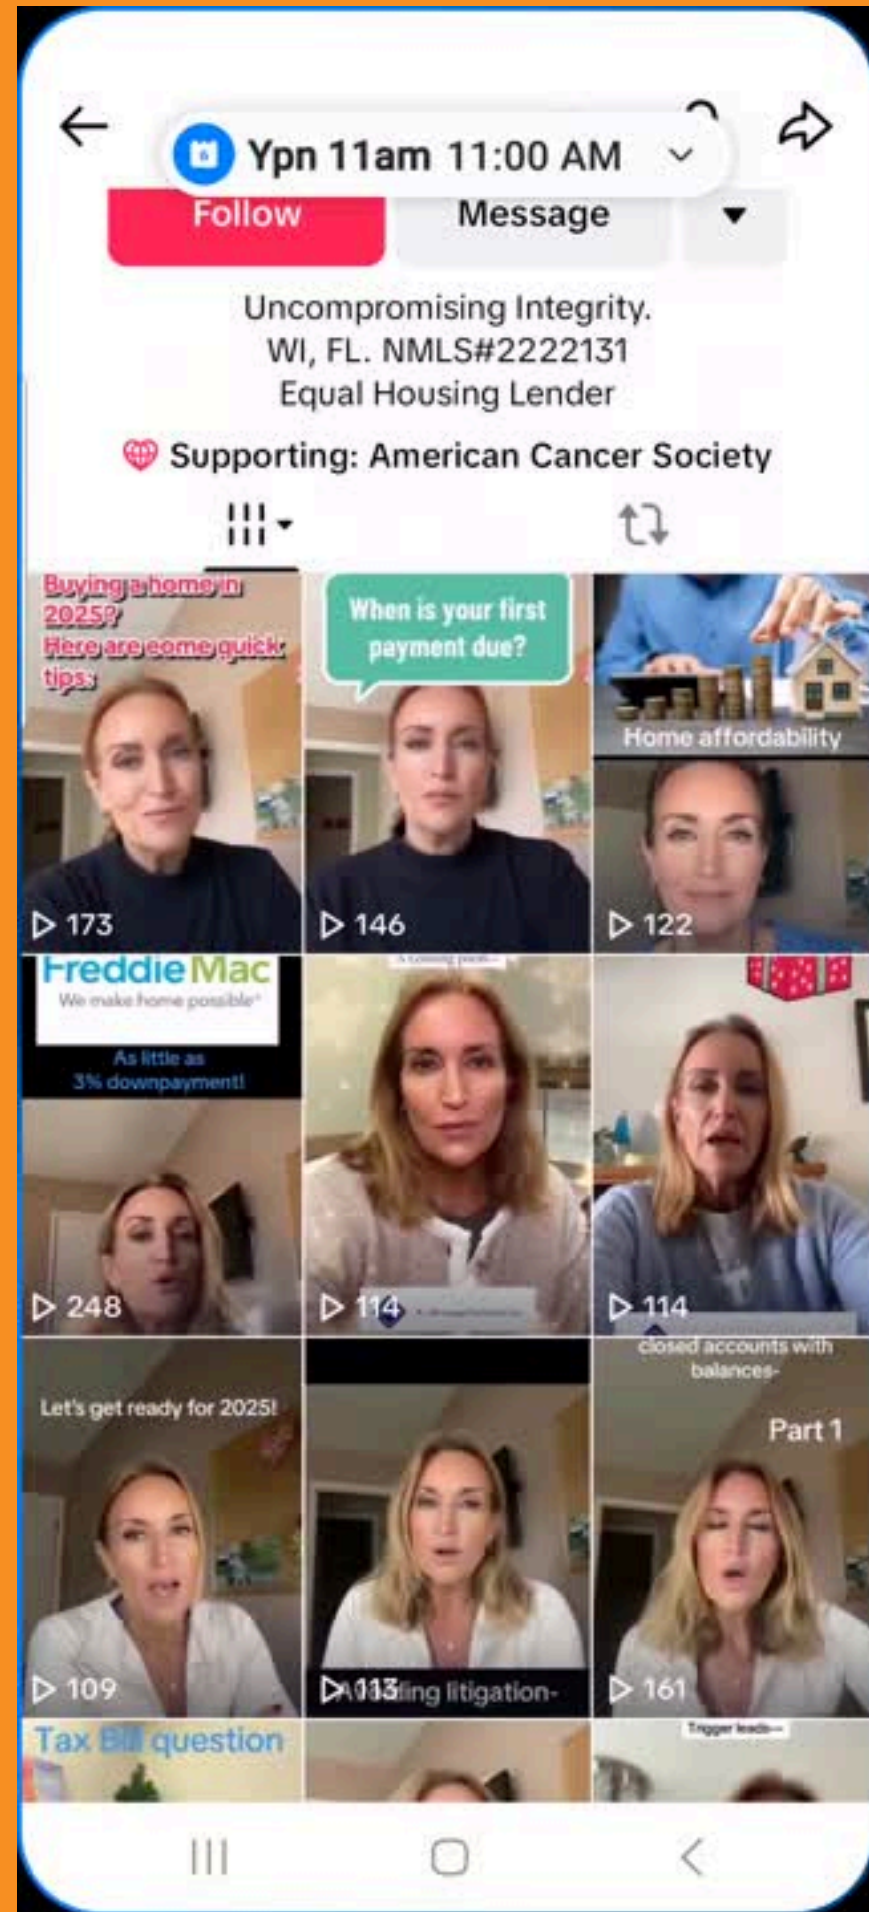 Ypn 11am 11:00 AM
Follow
Message
Uncompromising Integrity.
WI, FL. NMLS#2222131
Equal Housing Lender
Supporting: American Cancer Society
Buying a home in
2025?
Here are some quick
tips:
173
When is your first
payment due?
146
Home affordability
122
Freddie Mac
We make home possible®
As little as
3% downpayment!
248
114
114
Let's get ready for 2025!
109
113
ling litigation-
closed accounts with
balances-
Part 1
161
Tax Bill question
Trigger leads—